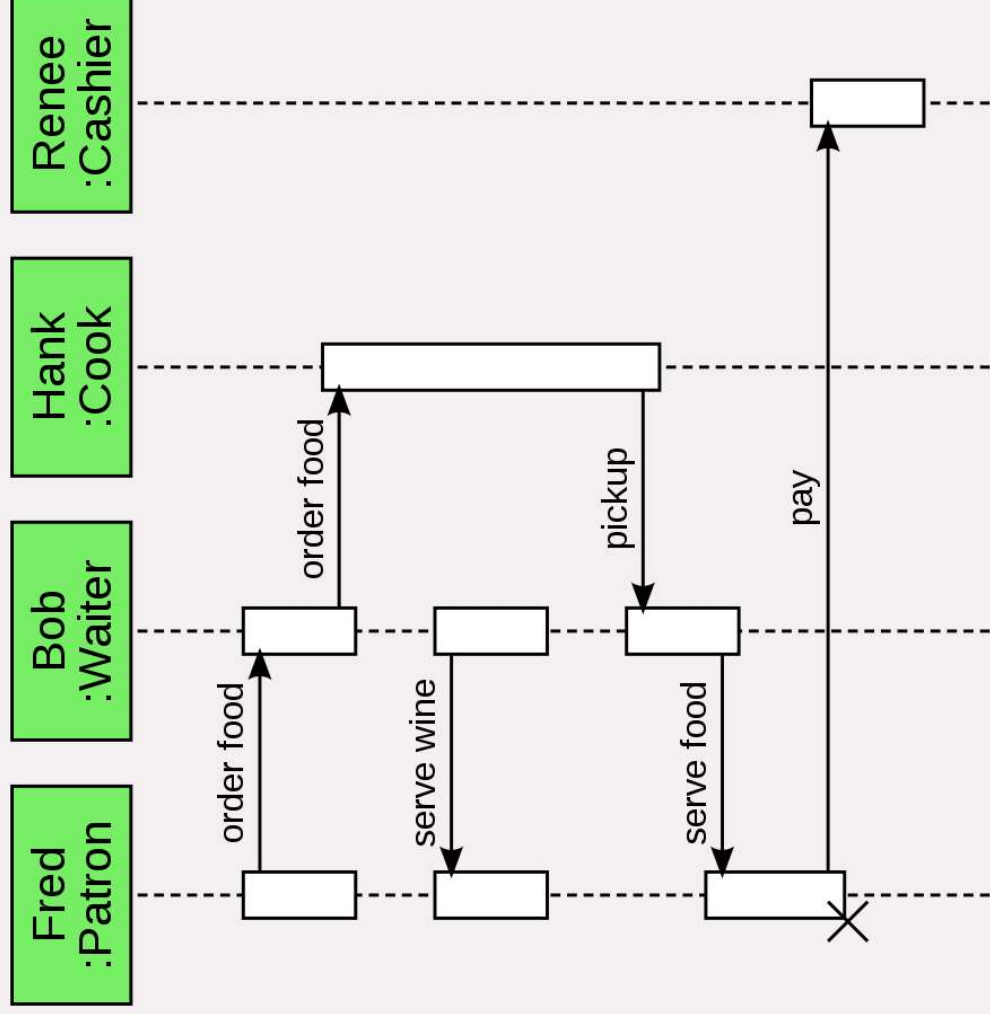 Fred
:Patron
Bob
:Waiter
Hank
:Cook
Renee
:Cashier
order food
order food
serve wine
pickup
serve food
pay